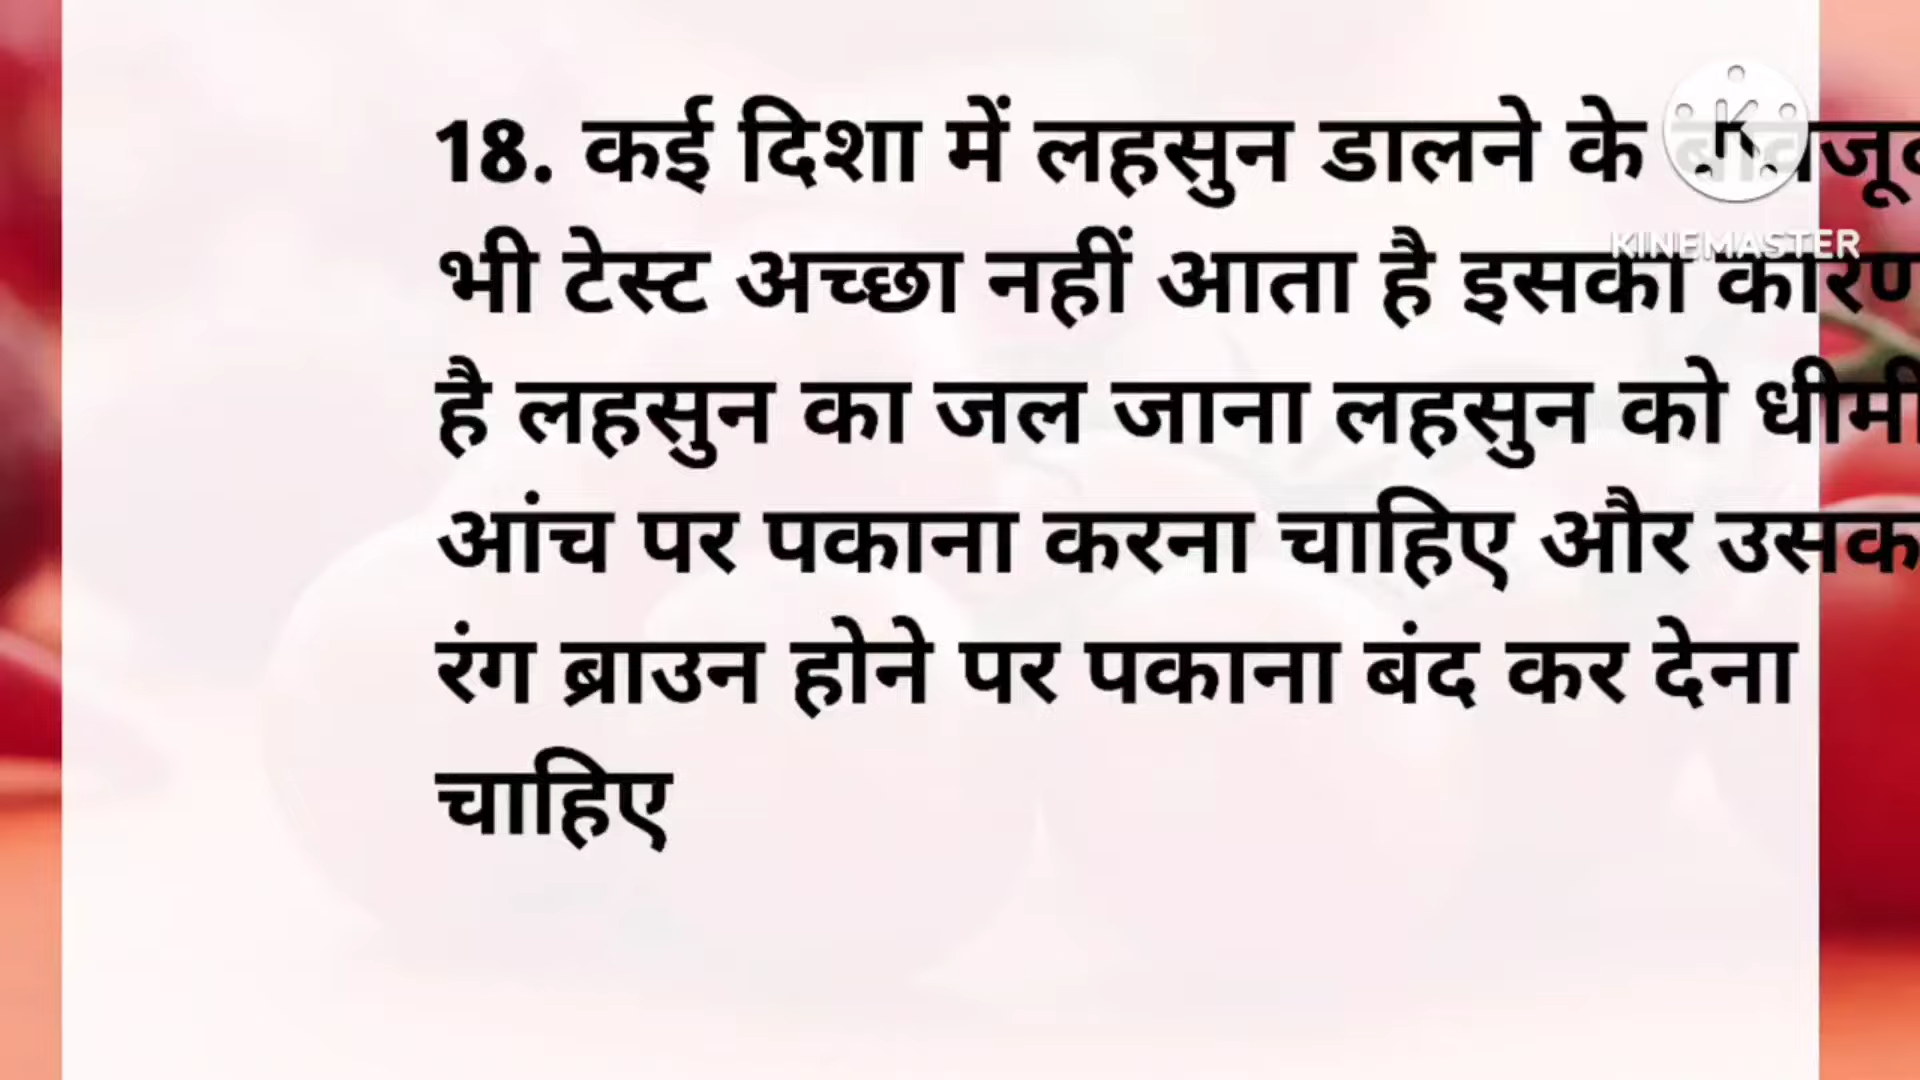 18. कई दिशा में लहसुन डालने के
KINEMASTER
भी टेस्ट अच्छा नहीं आता है इसका कारण
है लहसुन का जल जाना लहसुन को धीमी
आंच पर पकाना करना चाहिए और
रंग ब्राउन होने पर पकाना बंद कर देना
चाहिए